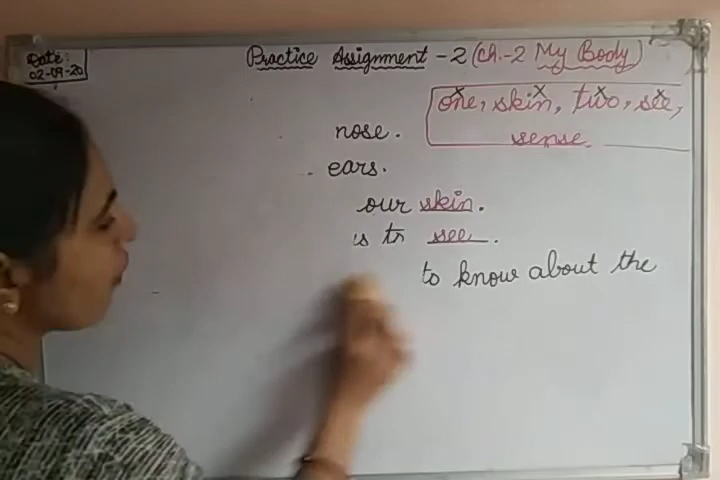 Date:
02-09-20
Practice Assignment - 2 (Ch.-2 My Body)
one, skin, two, see,
sense.
nose.
ears.
our skin.
is to see.
to know about the